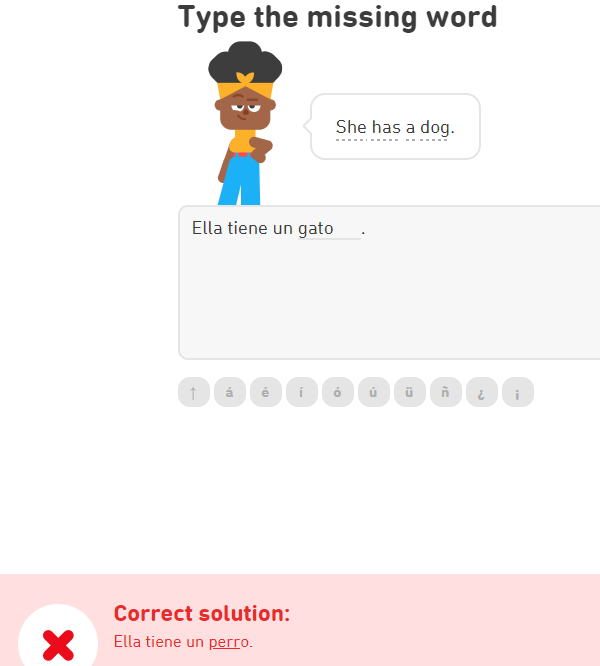 Type the missing word
She has a dog.
Ella tiene un gato.
↑ á é í ó ú ü ñ ¿ ¡
Correct solution:
Ella tiene un perro.